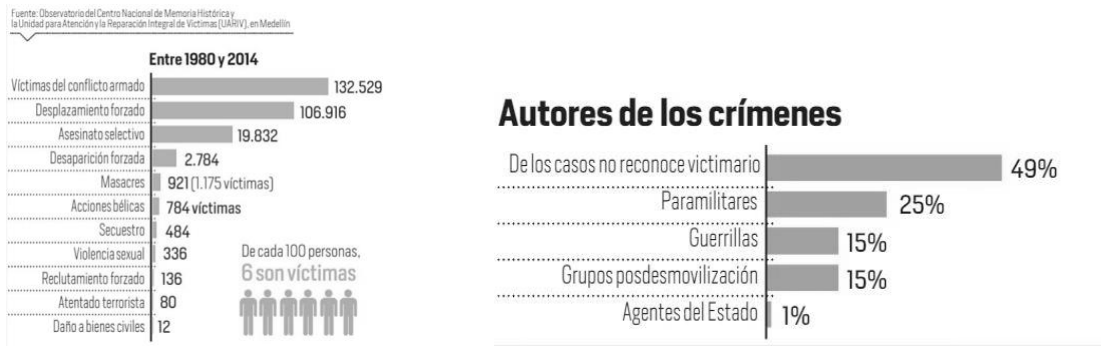 Fuente: Observatorio del Centro Nacional de Memoria Histórica y
la Unidad para Atención y la Reparación Integral de Víctimas (UARIV), en Medellín
Entre 1980 y 2014
Víctimas del conflicto armado 132.529
Desplazamiento forzado 106.916
Asesinato selectivo 19.832
Desaparición forzada 2.784
Masacres 921 (1.175 víctimas)
Acciones bélicas 784 víctimas
Secuestro 484
Violencia sexual 336
Reclutamiento forzado 136
Atentado terrorista 80
Daño a bienes civiles 12
De cada 100 personas,
6 son víctimas
Autores de los crímenes
De los casos no reconoce victimario 49%
Paramilitares 25%
Guerrillas 15%
Grupos posdesmovilización 15%
Agentes del Estado 1%